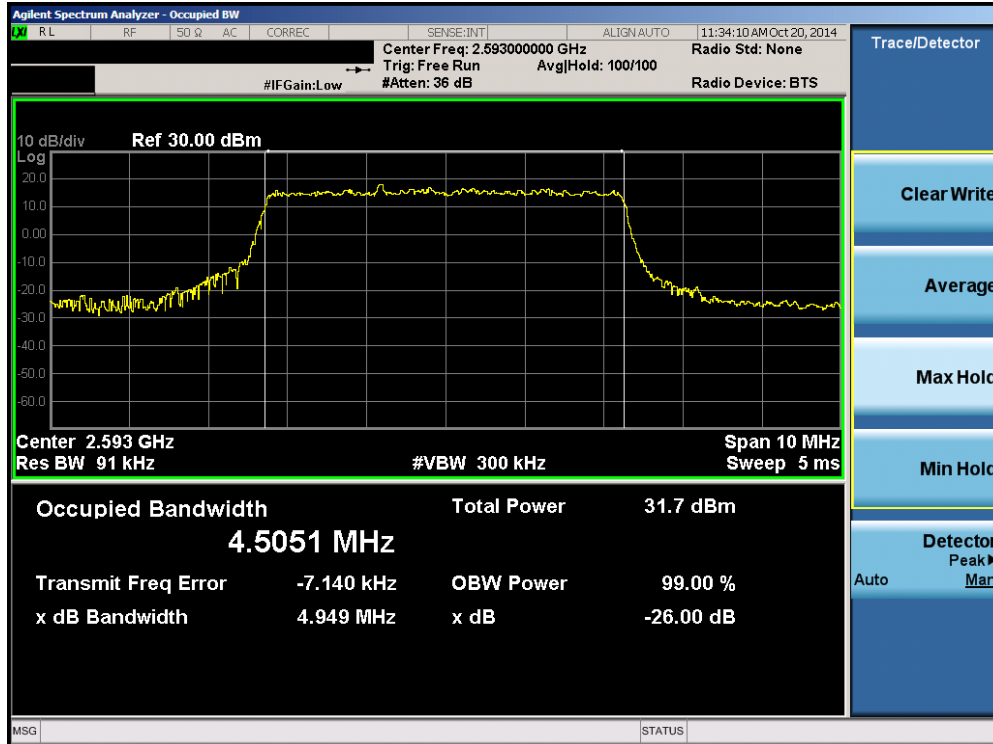 Agilent Spectrum Analyzer - Occupied BW
LXI RL RF 50 Ω AC CORREC SENSE:INT ALIGN AUTO 11:34:10 AM Oct 20, 2014
Center Freq: 2.593000000 GHz Radio Std: None
Trig: Free Run Avg|Hold: 100/100
#IFGain:Low #Atten: 36 dB Radio Device: BTS
Trace/Detector
10 dB/div Ref 30.00 dBm
Log
20.0
10.0
0.00
-10.0
-20.0
-30.0
-40.0
-50.0
-60.0
Center 2.593 GHz Span 10 MHz
Res BW 91 kHz #VBW 300 kHz Sweep 5 ms
Occupied Bandwidth Total Power 31.7 dBm
4.5051 MHz
Transmit Freq Error -7.140 kHz OBW Power 99.00 %
x dB Bandwidth 4.949 MHz x dB -26.00 dB
Clear Write
Average
Max Hold
Min Hold
Detector
Peak▶
Auto Man
MSG STATUS